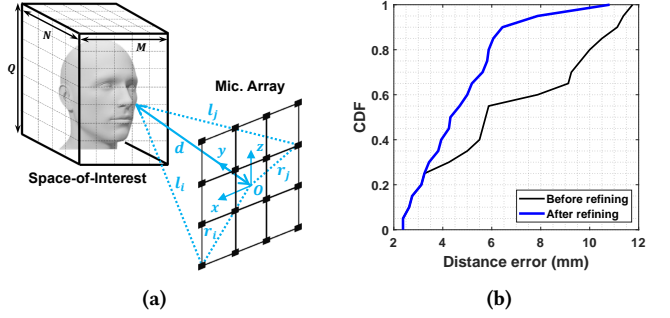 N
M
Q
Space-of-Interest
Mic. Array
l_j
d
y
z
r_j
l_i
O
x
r_i
(a)
1
0.8
0.6
0.4
0.2
0
CDF
Before refining
After refining
2
4
6
8
10
12
Distance error (mm)
(b)